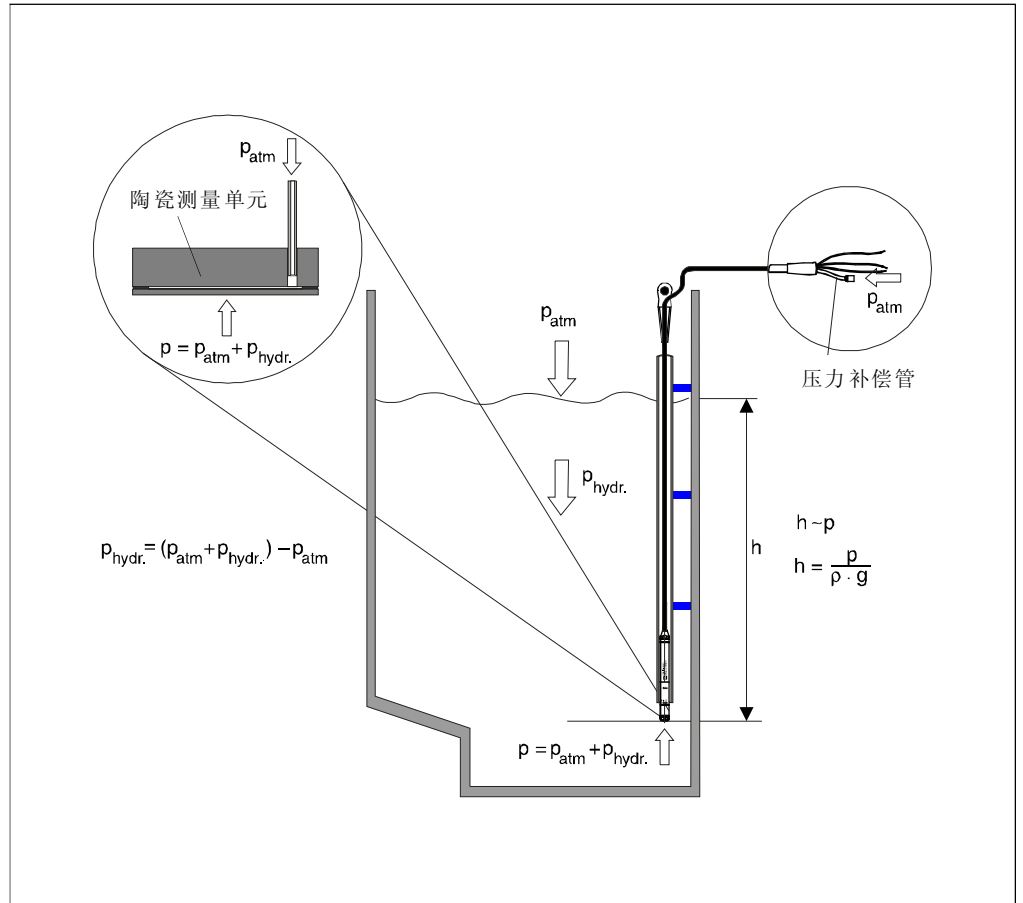 p_atm
陶瓷测量单元
p = p_atm + p_hydr.
p_atm
p_atm
压力补偿管
p_hydr.
p_hydr. = (p_atm + p_hydr.) − p_atm
h
h ~ p
h = p / ρ · g
p = p_atm + p_hydr.